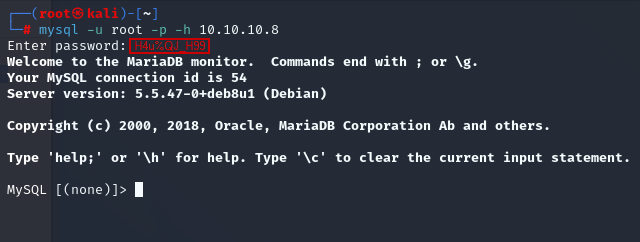 ┌──(root㉿kali)-[~]
└─# mysql -u root -p -h 10.10.10.8
Enter password: H4u%QJ_H99
Welcome to the MariaDB monitor.  Commands end with ; or \g.
Your MySQL connection id is 54
Server version: 5.5.47-0+deb8u1 (Debian)

Copyright (c) 2000, 2018, Oracle, MariaDB Corporation Ab and others.

Type 'help;' or '\h' for help. Type '\c' to clear the current input statement.

MySQL [(none)]>